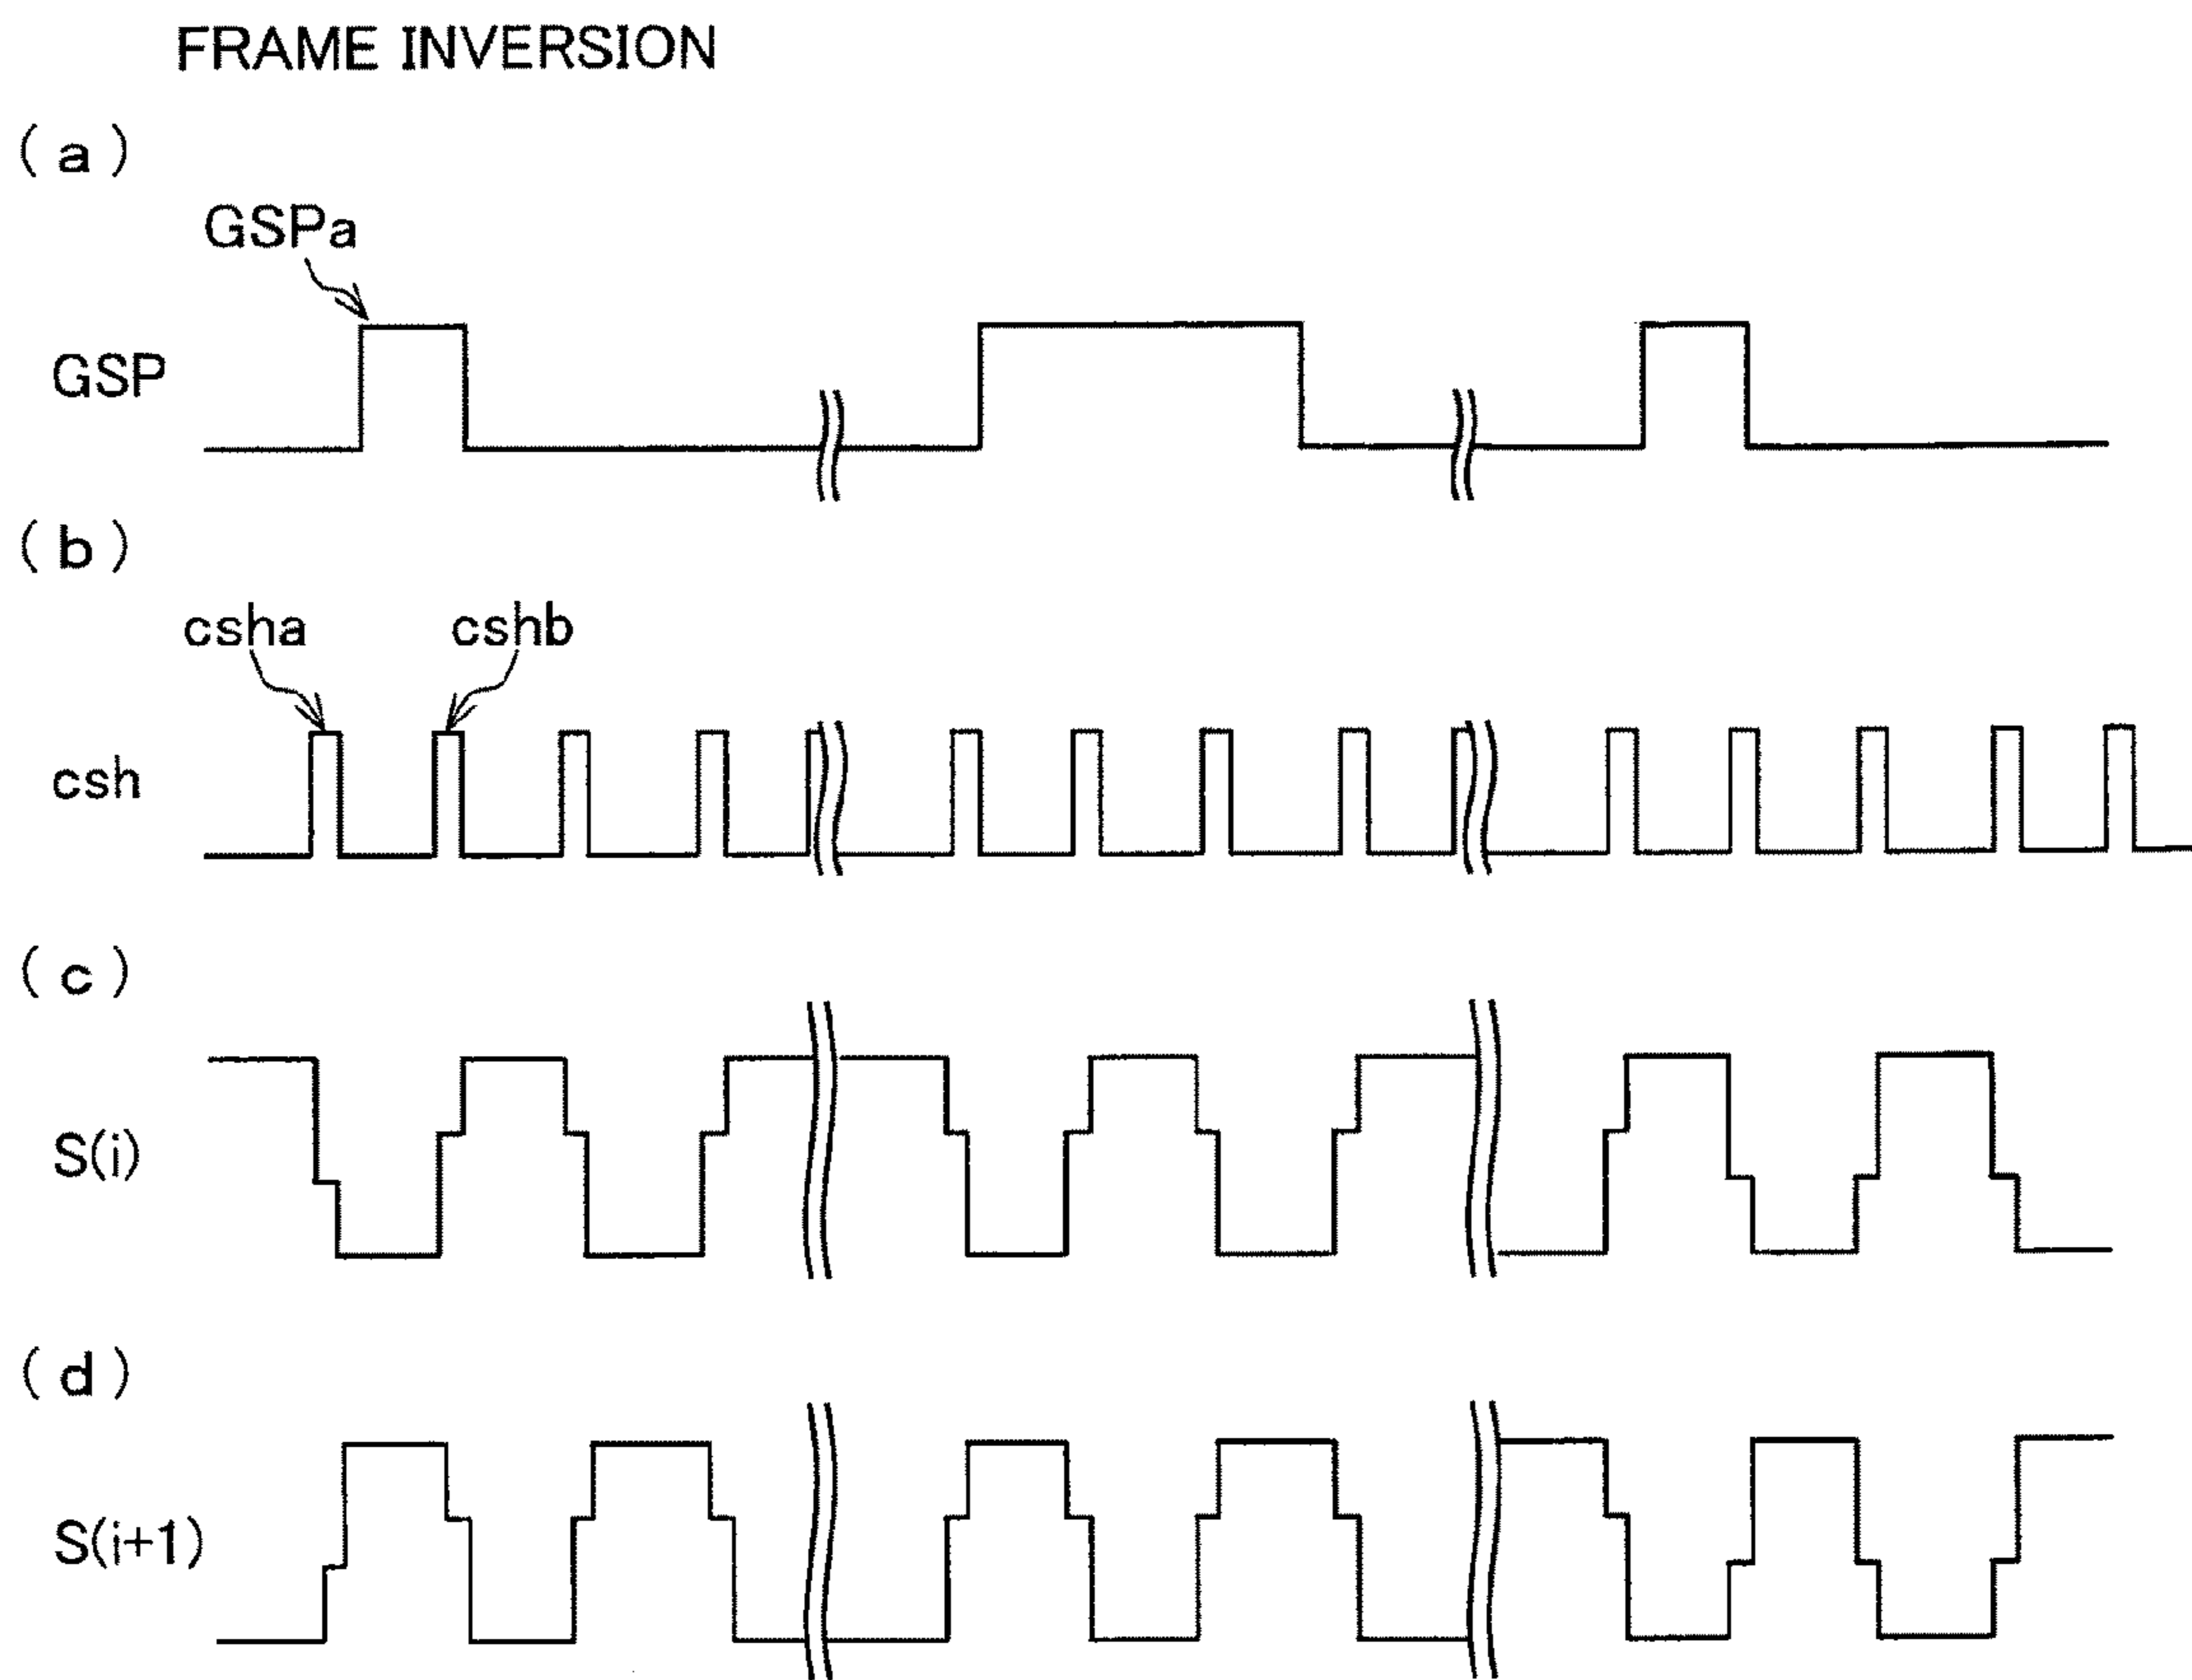 FRAME INVERSION
( a )
GSPa
GSP
( b )
csha cshb
csh
( c )
S(i)
( d )
S(i+1)